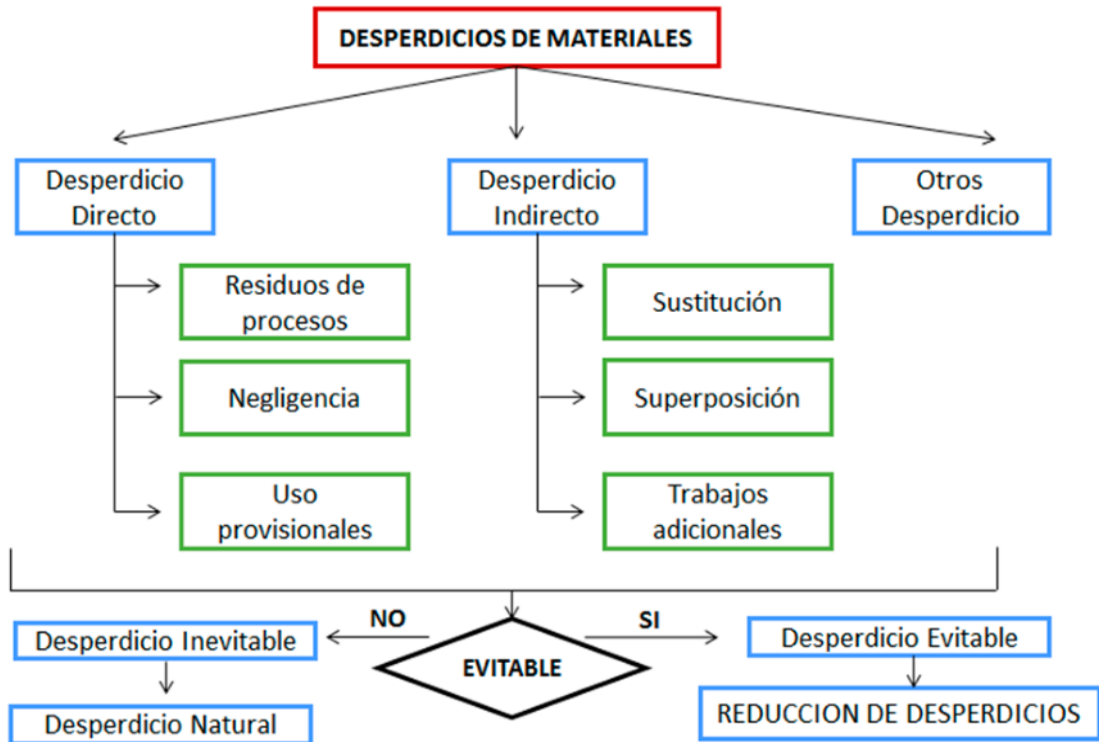 DESPERDICIOS DE MATERIALES
Desperdicio
Directo
Desperdicio
Indirecto
Otros
Desperdicio
Residuos de
procesos
Sustitución
Negligencia
Superposición
Uso
provisionales
Trabajos
adicionales
NO
SI
Desperdicio Inevitable
EVITABLE
Desperdicio Evitable
Desperdicio Natural
REDUCCION DE DESPERDICIOS